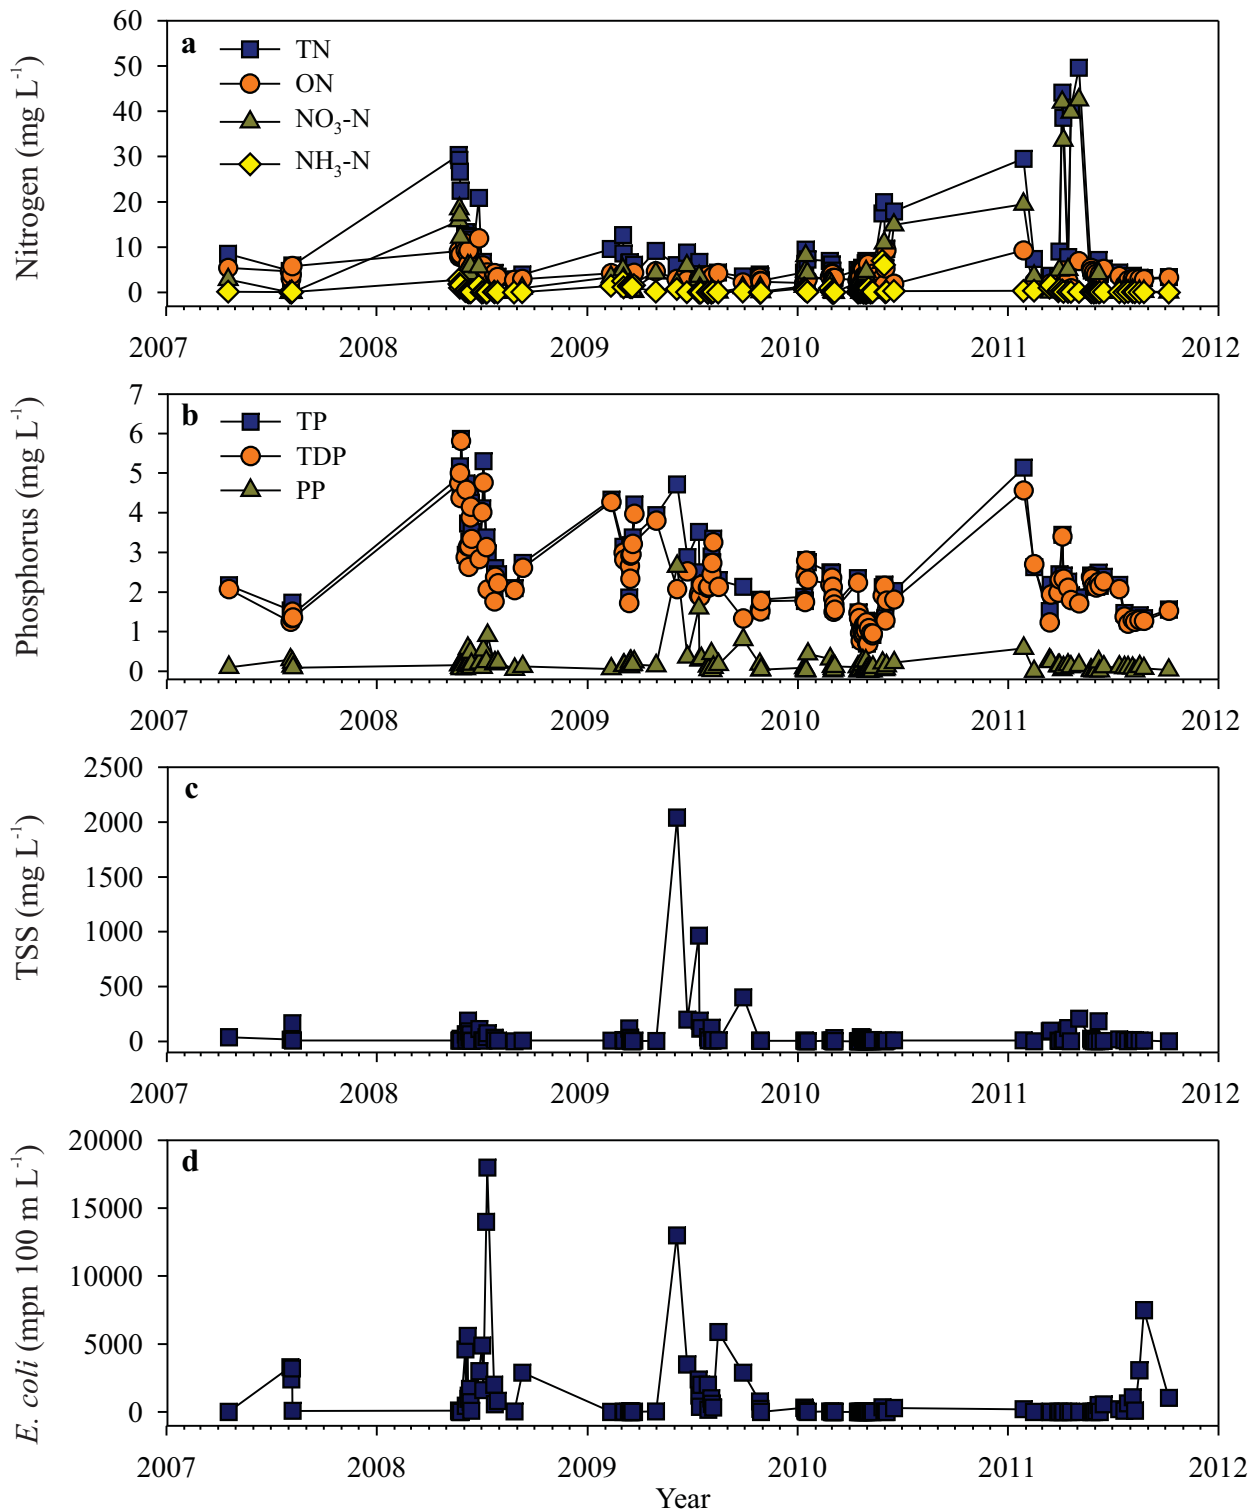 Nitrogen (mg L⁻¹)
60
50
40
30
20
10
0
a
TN
ON
NO₃-N
NH₃-N
2007 2008 2009 2010 2011 2012
Phosphorus (mg L⁻¹)
7
6
5
4
3
2
1
0
b
TP
TDP
PP
2007 2008 2009 2010 2011 2012
TSS (mg L⁻¹)
2500
2000
1500
1000
500
0
c
2007 2008 2009 2010 2011 2012
E. coli (mpn 100 m L⁻¹)
20000
15000
10000
5000
0
d
2007 2008 2009 2010 2011 2012
Year